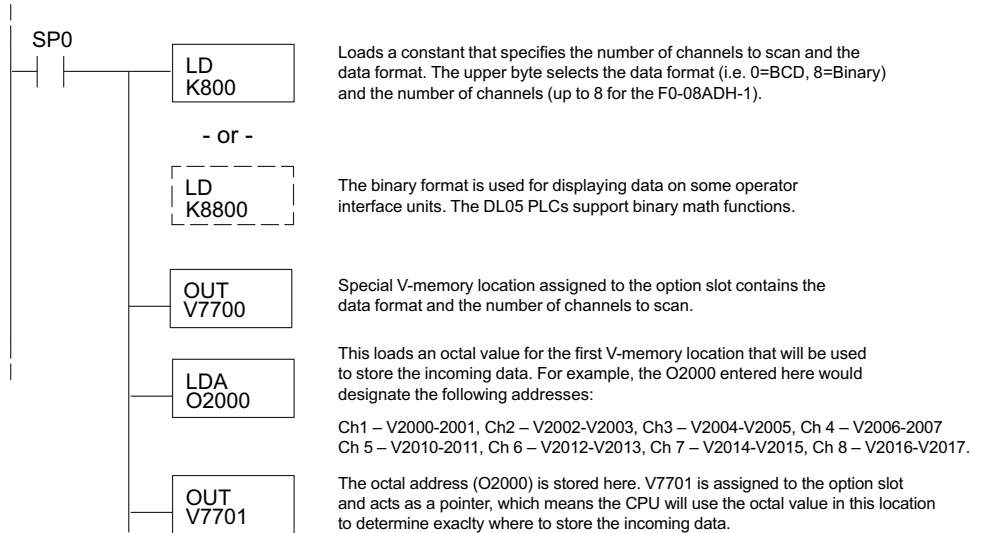 SP0
LD
K800
Loads a constant that specifies the number of channels to scan and the
data format. The upper byte selects the data format (i.e. 0=BCD, 8=Binary)
and the number of channels (up to 8 for the F0-08ADH-1).
- or -
LD
K8800
The binary format is used for displaying data on some operator
interface units. The DL05 PLCs support binary math functions.
OUT
V7700
Special V-memory location assigned to the option slot contains the
data format and the number of channels to scan.
LDA
O2000
This loads an octal value for the first V-memory location that will be used
to store the incoming data. For example, the O2000 entered here would
designate the following addresses:
Ch1 – V2000-2001, Ch2 – V2002-V2003, Ch3 – V2004-V2005, Ch 4 – V2006-2007
Ch 5 – V2010-2011, Ch 6 – V2012-V2013, Ch 7 – V2014-V2015, Ch 8 – V2016-V2017.
OUT
V7701
The octal address (O2000) is stored here. V7701 is assigned to the option slot
and acts as a pointer, which means the CPU will use the octal value in this location
to determine exaclty where to store the incoming data.